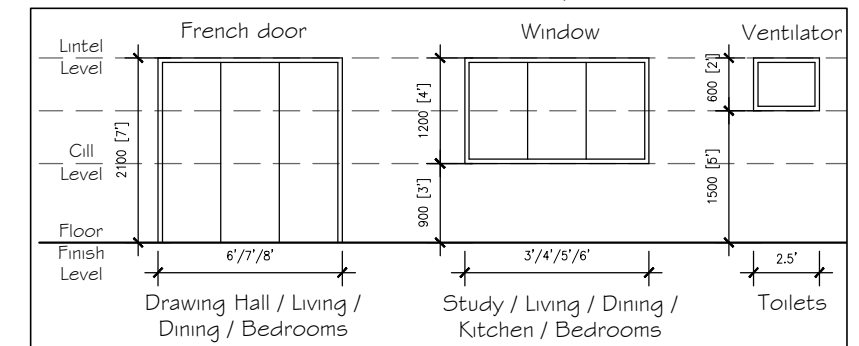 French door
Window
Ventilator
Lintel
Level
Cill
Level
Floor
Finish
Level
2100 [7']
1200 [4']
900 [3']
600 [2']
1500 [5']
6'/7'/8'
3'/4'/5'/6'
2.5'
Drawing Hall / Living /
Dining / Bedrooms
Study / Living / Dining /
Kitchen / Bedrooms
Toilets